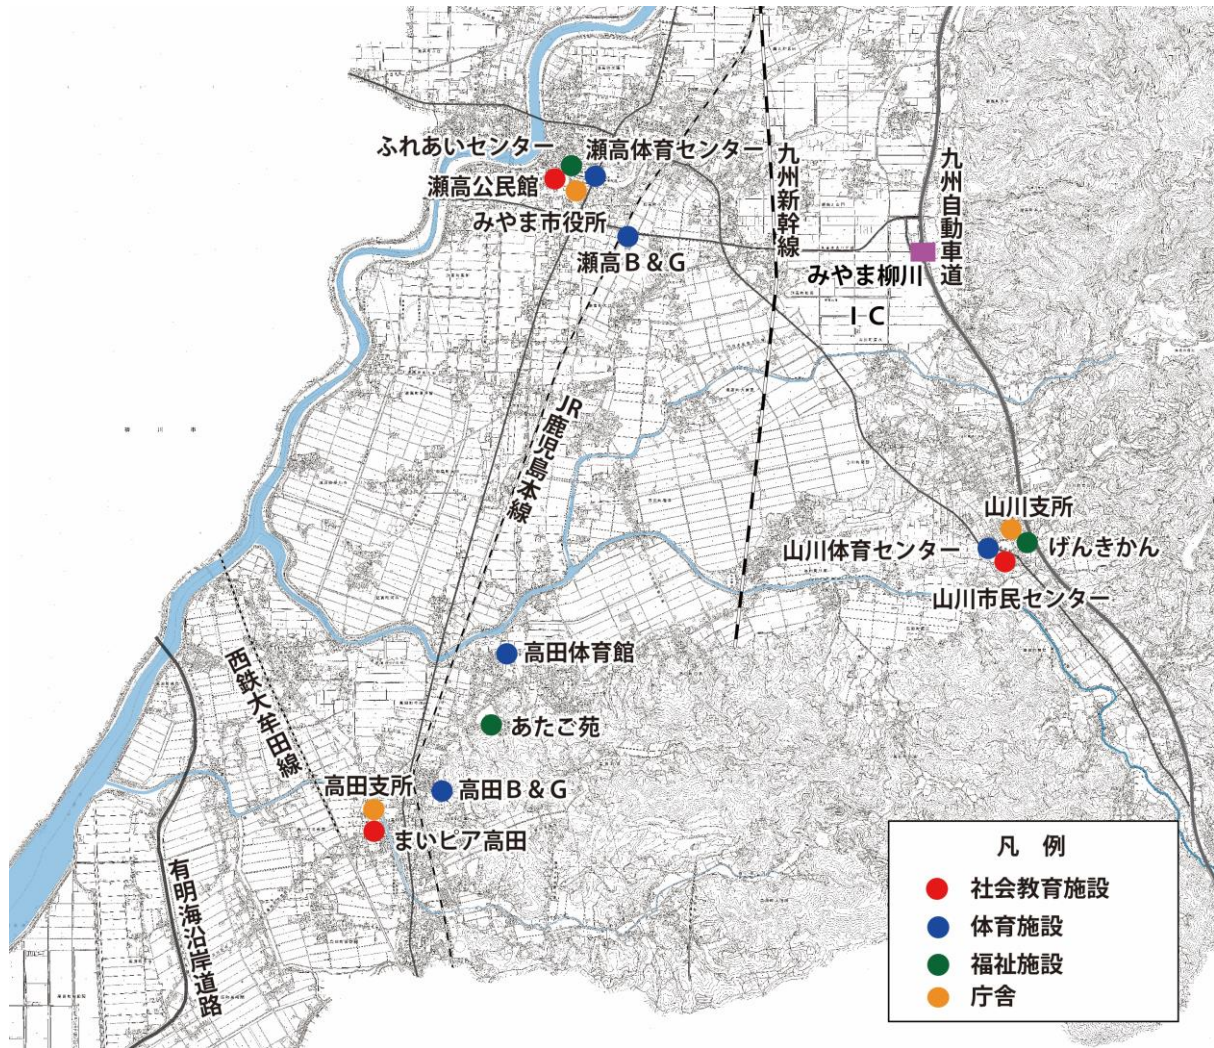 ふれあいセンター
瀬高体育センター
瀬高公民館
みやま市役所
瀬高B&G
九州新幹線
九州自動車道
みやま柳川
IC
JR鹿児島本線
山川支所
山川体育センター
げんきかん
山川市民センター
高田体育館
西鉄大牟田線
あたご苑
高田支所
高田B&G
まいピア高田
有明海沿岸道路
凡 例
社会教育施設
体育施設
福祉施設
庁舎